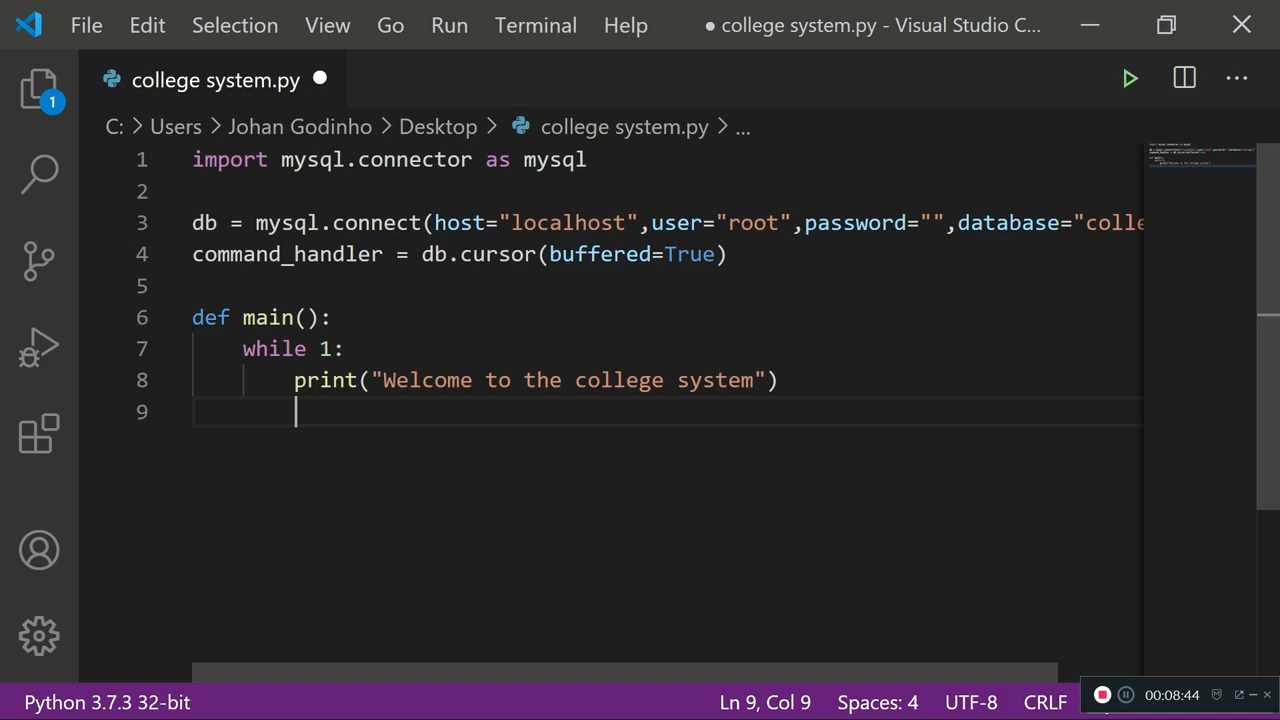 File Edit Selection View Go Run Terminal Help ● college system.py - Visual Studio C...
college system.py
1
C: > Users > Johan Godinho > Desktop > college system.py > ...
1 import mysql.connector as mysql
2
3 db = mysql.connect(host="localhost",user="root",password="",database="colle
4 command_handler = db.cursor(buffered=True)
5
6 def main():
7 while 1:
8 print("Welcome to the college system")
9
Python 3.7.3 32-bit Ln 9, Col 9 Spaces: 4 UTF-8 CRLF 00:08:44